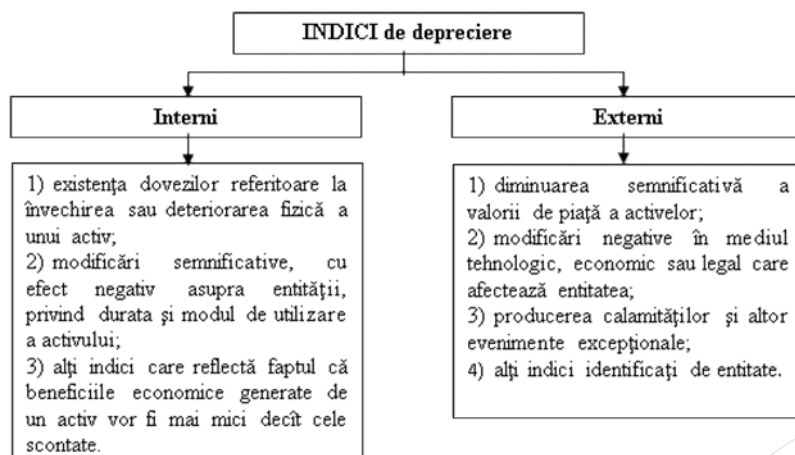 INDICI de depreciere
Interni
1) existenţa dovezilor referitoare la
învechirea sau deteriorarea fizică a
unui activ;
2) modificări semnificative, cu
efect negativ asupra entităţii,
privind durata şi modul de utilizare
a activului;
3) alţi indici care reflectă faptul că
beneficiile economice generate de
un activ vor fi mai mici decît cele
scontate.
Externi
1) diminuarea semnificativă a
valorii de piaţă a activelor;
2) modificări negative în mediul
tehnologic, economic sau legal care
afectează entitatea;
3) producerea calamităţilor şi altor
evenimente excepţionale;
4) alţi indici identificaţi de entitate.